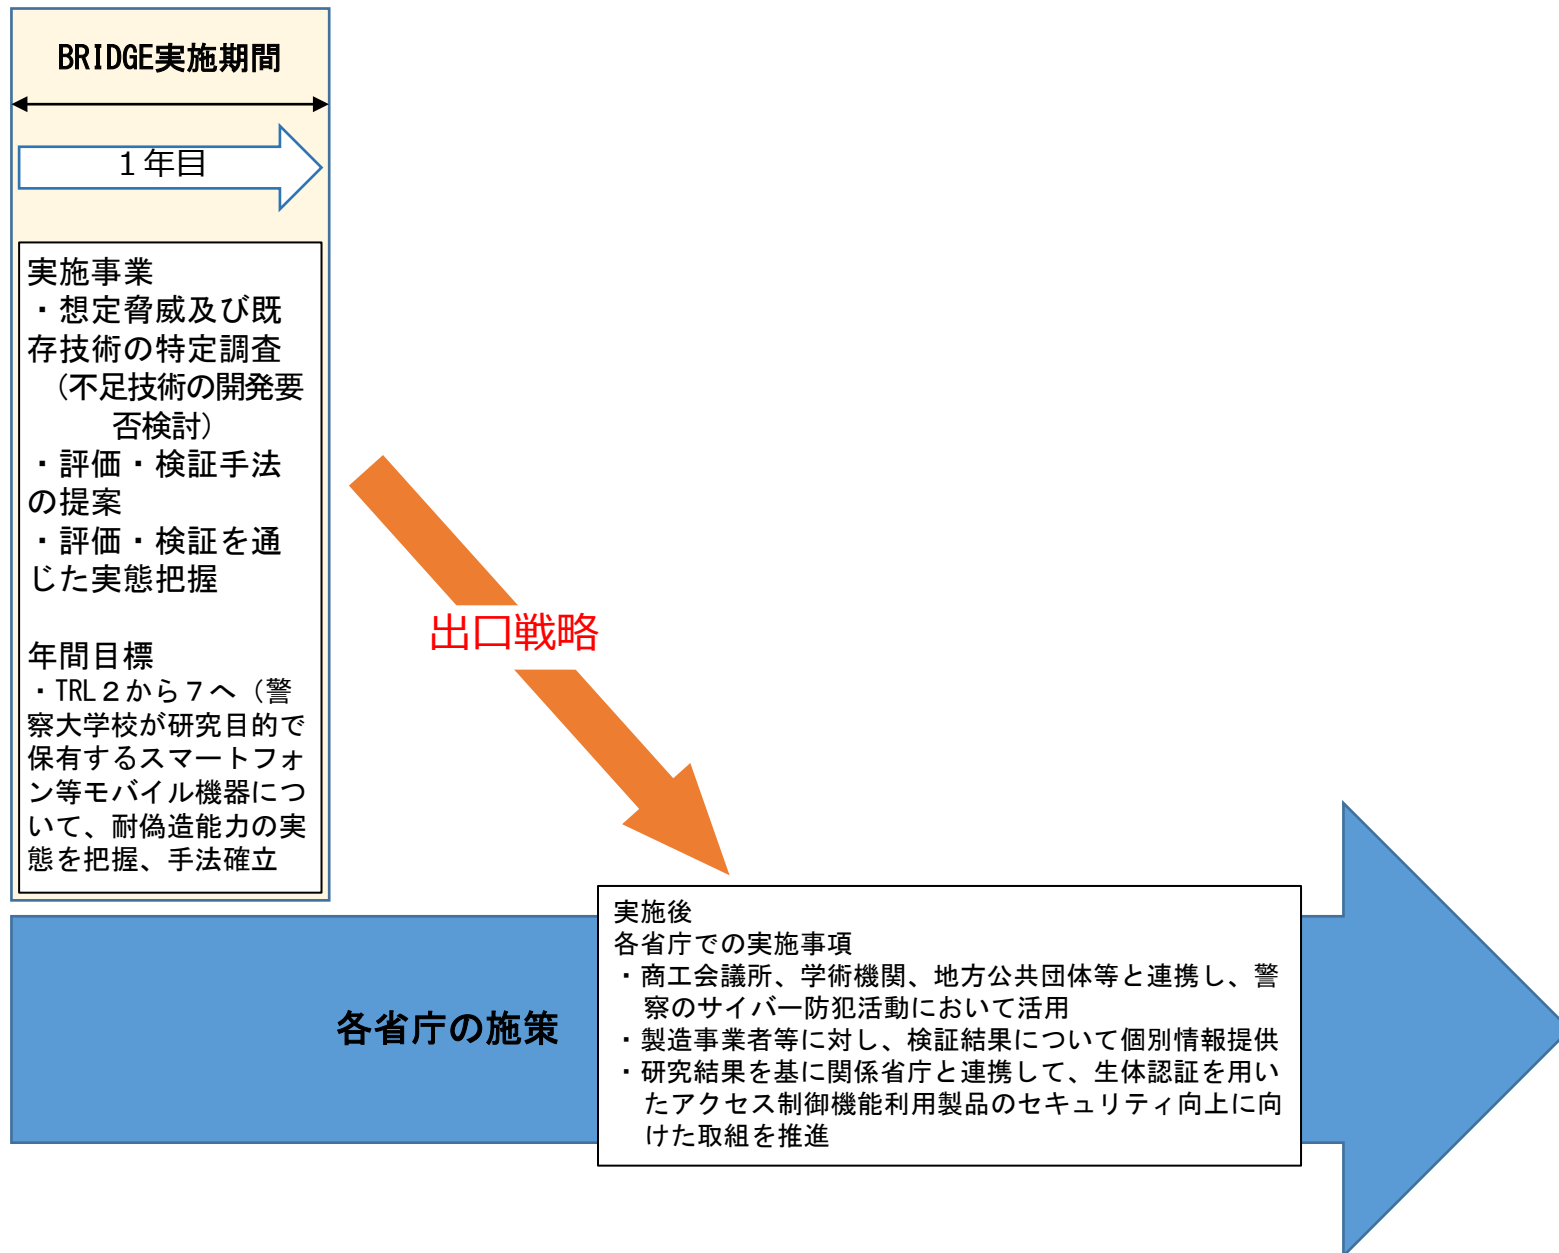 BRIDGE実施期間
１年目
実施事業
・想定脅威及び既
存技術の特定調査
（不足技術の開発要
否検討）
・評価・検証手法
の提案
・評価・検証を通
じた実態把握
年間目標
・TRL２から７へ（警
察大学校が研究目的で
保有するスマートフォ
ン等モバイル機器につ
いて、耐偽造能力の実
態を把握、手法確立
出口戦略
各省庁の施策
実施後
各省庁での実施事項
・商工会議所、学術機関、地方公共団体等と連携し、警
察のサイバー防犯活動において活用
・製造事業者等に対し、検証結果について個別情報提供
・研究結果を基に関係省庁と連携して、生体認証を用い
たアクセス制御機能利用製品のセキュリティ向上に向
けた取組を推進